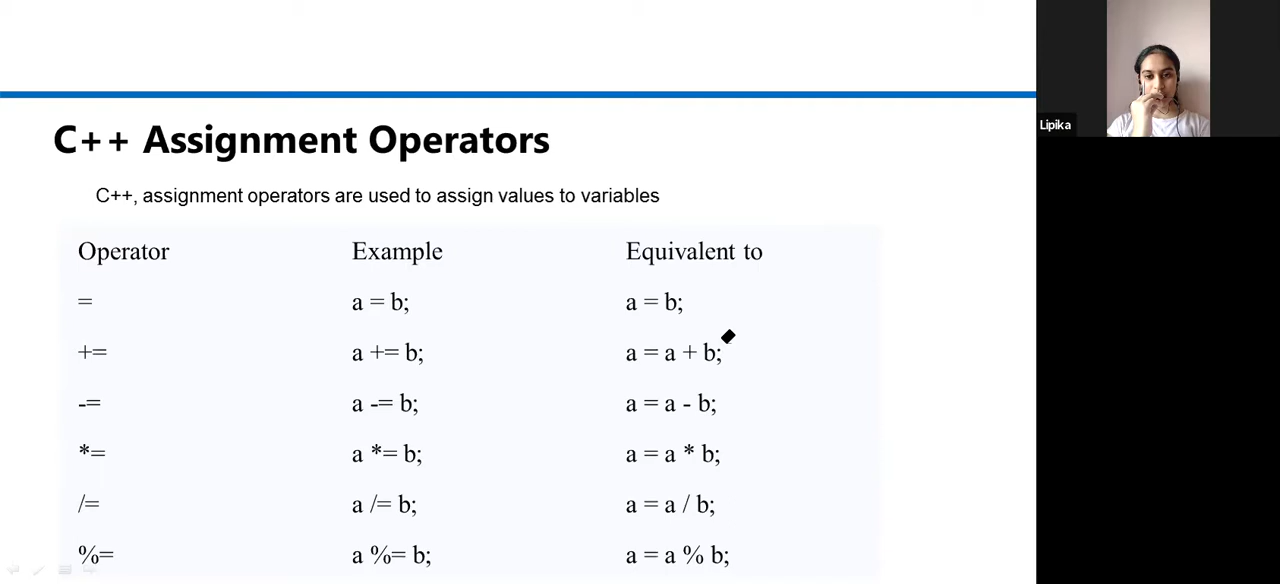 C++ Assignment Operators
C++, assignment operators are used to assign values to variables
Operator Example Equivalent to
= a = b; a = b;
+= a += b; a = a + b;
-= a -= b; a = a - b;
*= a *= b; a = a * b;
/= a /= b; a = a / b;
%= a %= b; a = a % b;
Lipika